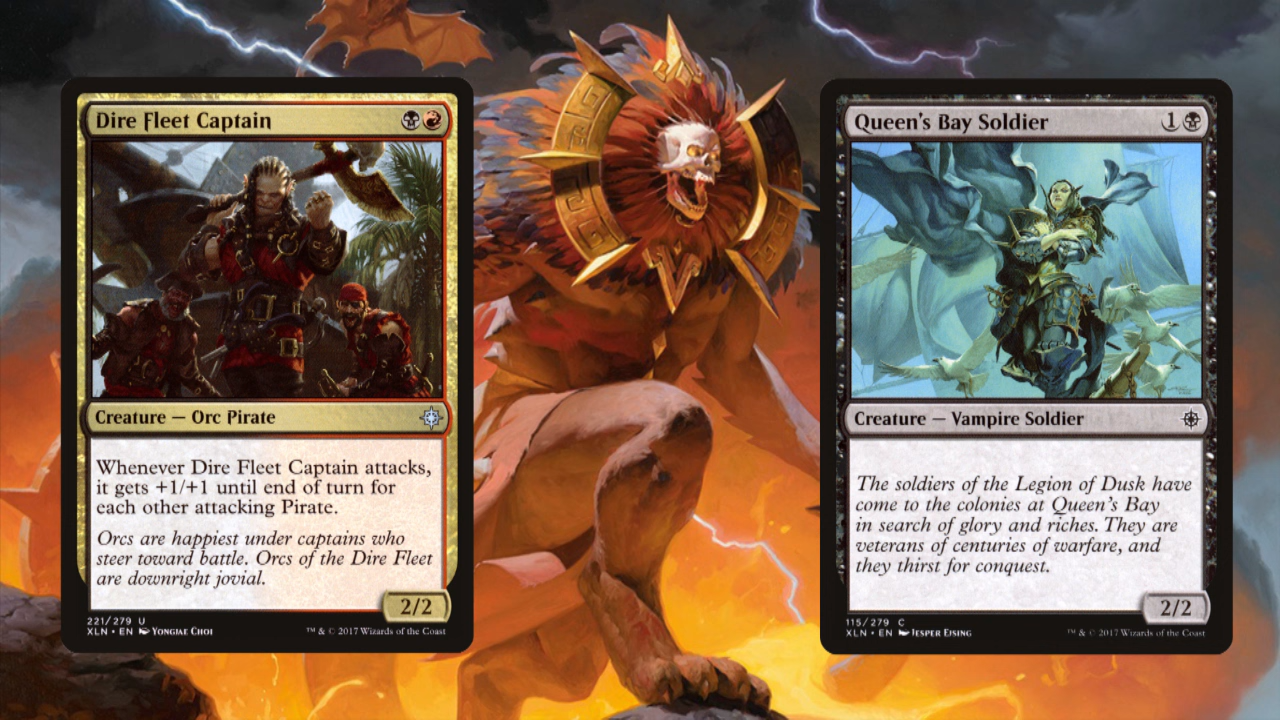 Dire Fleet Captain
Creature — Orc Pirate
Whenever Dire Fleet Captain attacks,
it gets +1/+1 until end of turn for
each other attacking Pirate.
Orcs are happiest under captains who
steer toward battle. Orcs of the Dire Fleet
are downright jovial.
2/2
221/279 U
XLN • EN Yongjae Choi
™ & © 2017 Wizards of the Coast
Queen's Bay Soldier 1
Creature — Vampire Soldier
The soldiers of the Legion of Dusk have
come to the colonies at Queen's Bay
in search of glory and riches. They are
veterans of centuries of warfare, and
they thirst for conquest.
2/2
115/279 C
XLN • EN Jesper Ejsing
™ & © 2017 Wizards of the Coast